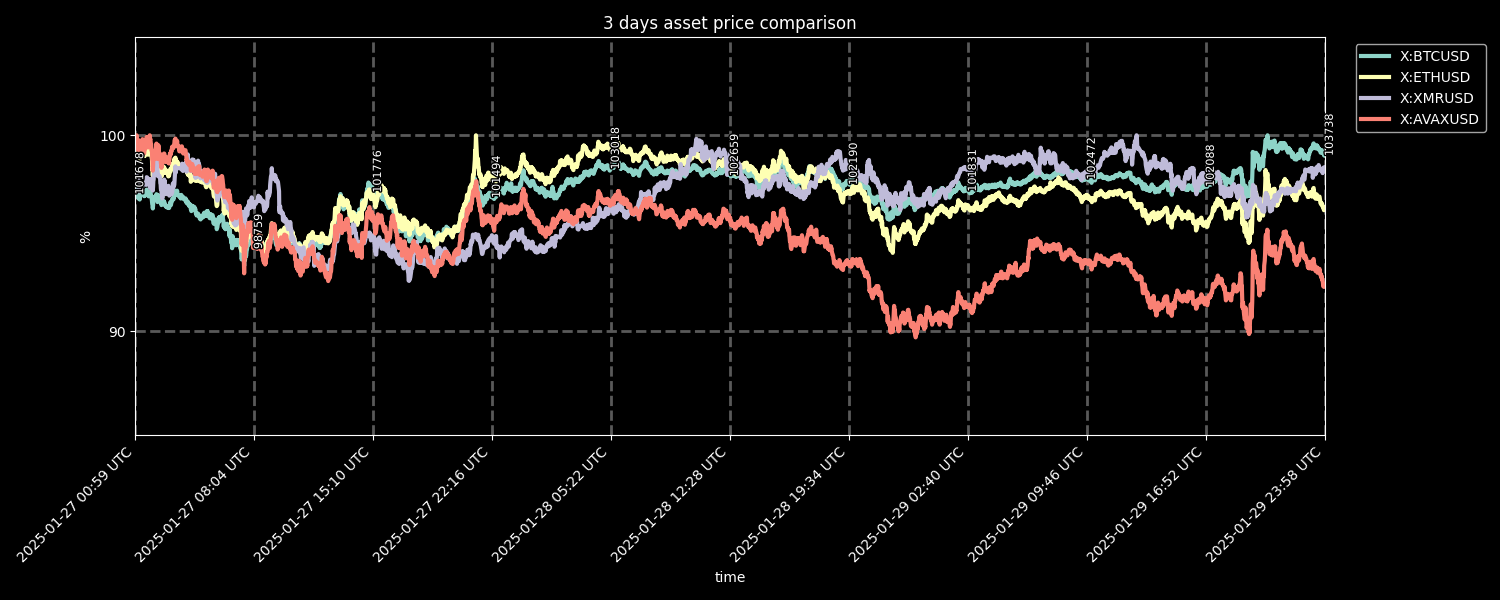 3 days asset price comparison
X:BTCUSD
X:ETHUSD
X:XMRUSD
X:AVAXUSD
%
100
90
101678
98759
101776
101494
103018
102659
102190
101831
102472
102088
103738
2025-01-27 00:59 UTC
2025-01-27 08:04 UTC
2025-01-27 15:10 UTC
2025-01-27 22:16 UTC
2025-01-28 05:22 UTC
2025-01-28 12:28 UTC
2025-01-28 19:34 UTC
2025-01-29 02:40 UTC
2025-01-29 09:46 UTC
2025-01-29 16:52 UTC
2025-01-29 23:58 UTC
time